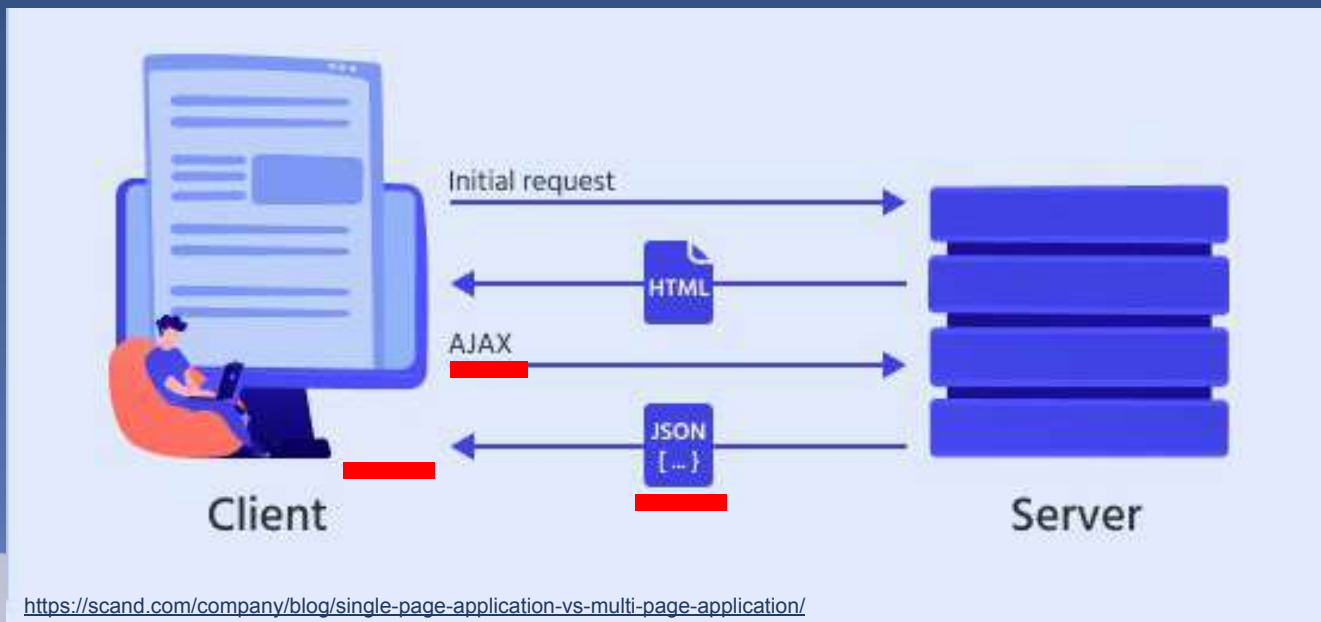 Initial request
HTML
AJAX
JSON
{ ... }
Client
Server
https://scand.com/company/blog/single-page-application-vs-multi-page-application/